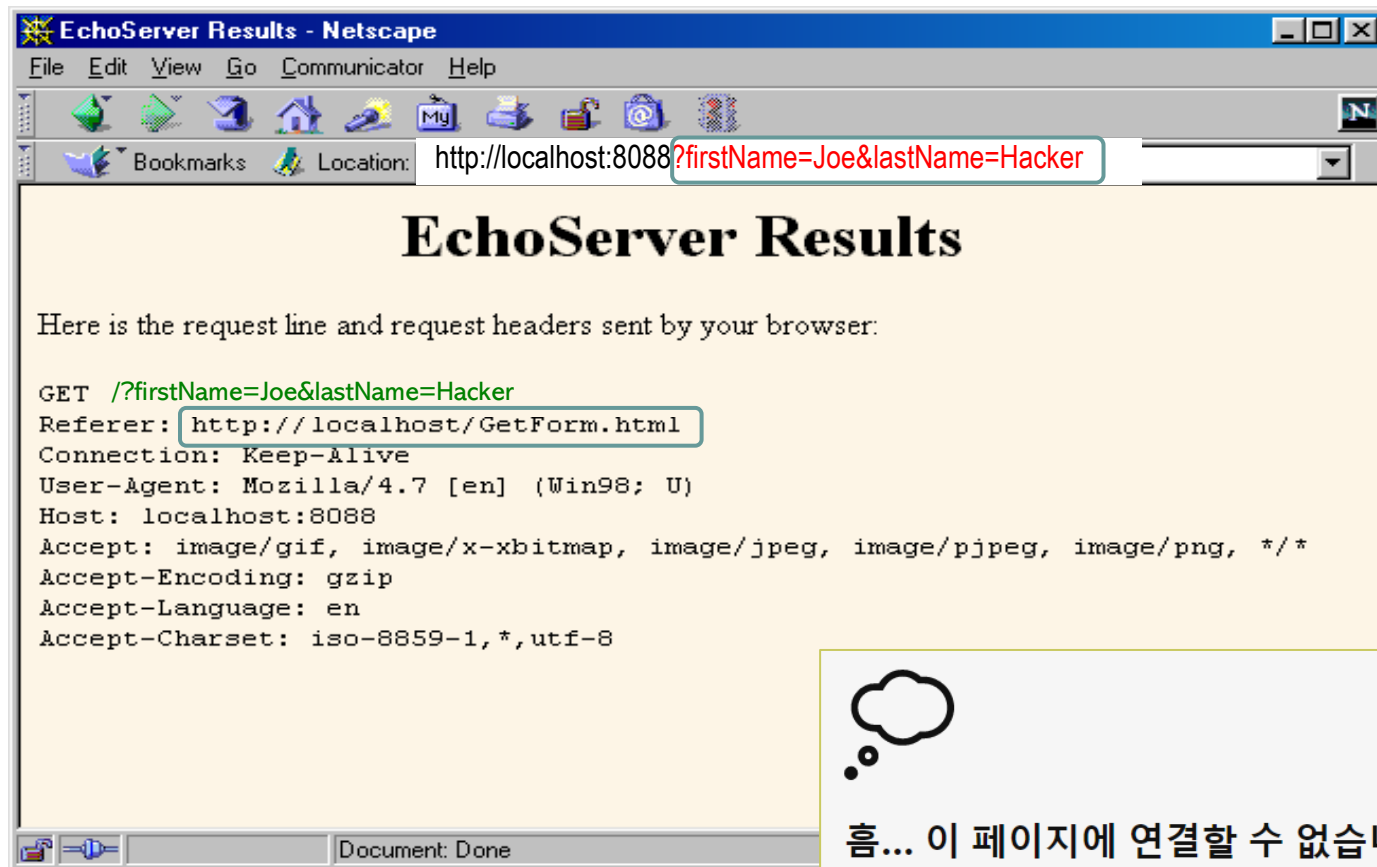 EchoServer Results - Netscape
File Edit View Go Communicator Help
My
N
Bookmarks Location: http://localhost:8088?firstName=Joe&lastName=Hacker
EchoServer Results
Here is the request line and request headers sent by your browser:
GET /?firstName=Joe&lastName=Hacker
Referer: http://localhost/GetForm.html
Connection: Keep-Alive
User-Agent: Mozilla/4.7 [en] (Win98; U)
Host: localhost:8088
Accept: image/gif, image/x-xbitmap, image/jpeg, image/pjpeg, image/png, */*
Accept-Encoding: gzip
Accept-Language: en
Accept-Charset: iso-8859-1,*,utf-8
흠... 이 페이지에 연결할 수
Document: Done